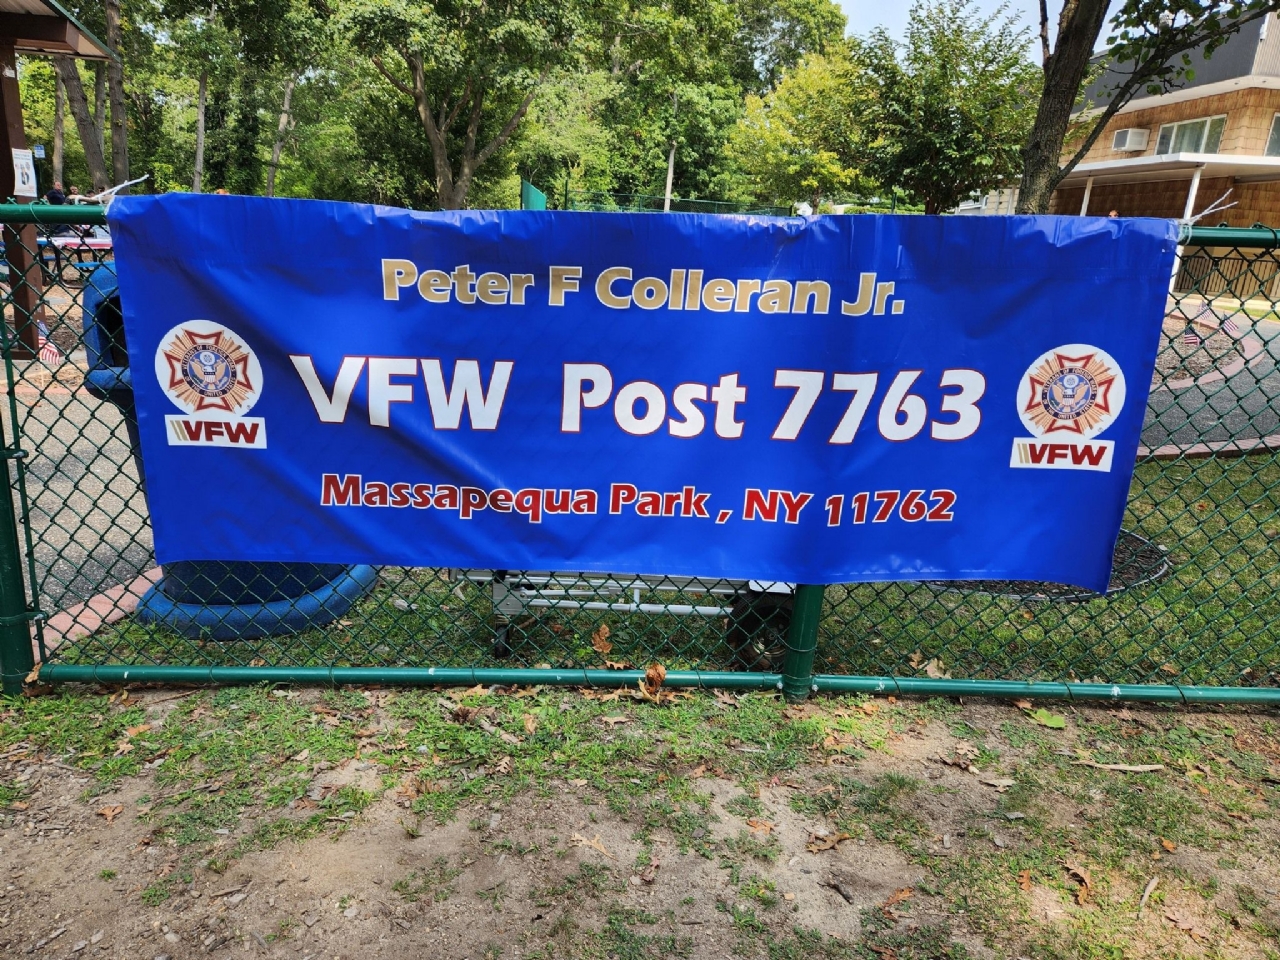 Peter F Colleran Jr.
VFW Post 7763
Massapequa Park , NY 11762
VFW
VFW